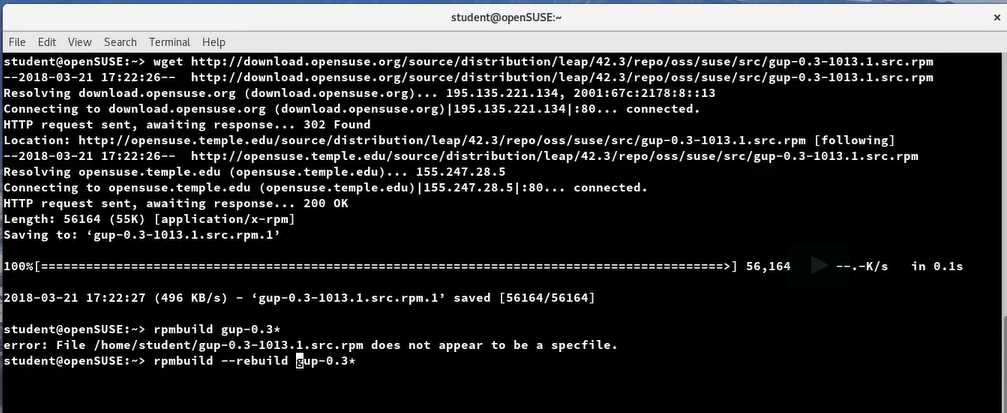 student@openSUSE:~
×
File Edit View Search Terminal Help
student@openSUSE:~> wget http://download.opensuse.org/source/distribution/leap/42.3/repo/oss/suse/src/gup-0.3-1013.1.src.rpm
--2018-03-21 17:22:26--  http://download.opensuse.org/source/distribution/leap/42.3/repo/oss/suse/src/gup-0.3-1013.1.src.rpm
Resolving download.opensuse.org (download.opensuse.org)... 195.135.221.134, 2001:67c:2178:8::13
Connecting to download.opensuse.org (download.opensuse.org)|195.135.221.134|:80... connected.
HTTP request sent, awaiting response... 302 Found
Location: http://opensuse.temple.edu/source/distribution/leap/42.3/repo/oss/suse/src/gup-0.3-1013.1.src.rpm [following]
--2018-03-21 17:22:26--  http://opensuse.temple.edu/source/distribution/leap/42.3/repo/oss/suse/src/gup-0.3-1013.1.src.rpm
Resolving opensuse.temple.edu (opensuse.temple.edu)... 155.247.28.5
Connecting to opensuse.temple.edu (opensuse.temple.edu)|155.247.28.5|:80... connected.
HTTP request sent, awaiting response... 200 OK
Length: 56164 (55K) [application/x-rpm]
Saving to: ‘gup-0.3-1013.1.src.rpm.1’
100%[===================================================================================>] 56,164      --.-K/s   in 0.1s
2018-03-21 17:22:27 (496 KB/s) - ‘gup-0.3-1013.1.src.rpm.1’ saved [56164/56164]
student@openSUSE:~> rpmbuild gup-0.3*
error: File /home/student/gup-0.3-1013.1.src.rpm does not appear to be a specfile.
student@openSUSE:~> rpmbuild --rebuild gup-0.3*